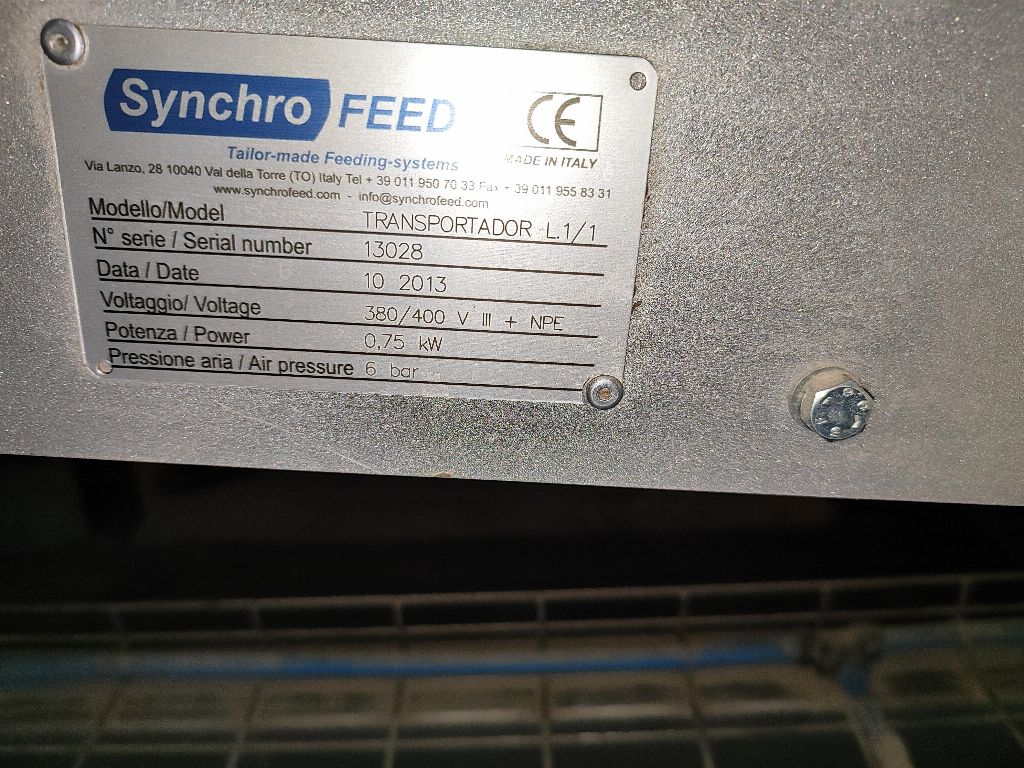 Synchro FEED
CE
Tailor-made Feeding-systems
MADE IN ITALY
Via Lanzo, 28 10040 Val della Torre (TO) Italy Tel + 39 011 950 70 33 Fax + 39 011 955 83 31
www.synchrofeed.com - info@synchrofeed.com
Modello/Model TRANSPORTADOR L.1/1
N° serie / Serial number 13028
Data / Date 10 2013
Voltaggio/ Voltage 380/400 V III + NPE
Potenza / Power 0,75 kW
Pressione aria / Air pressure 6 bar